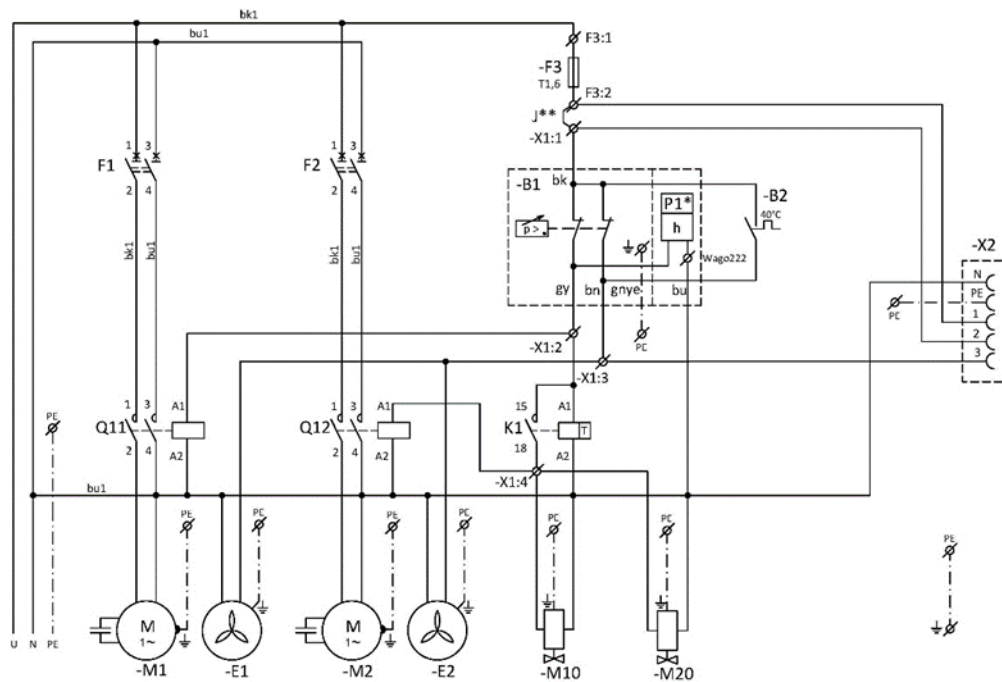 bk1
bu1
F3:1
-F3
T1,6
F3:2
J**
-X1:1
1 3
F1
2 4
1 3
F2
2 4
-B1
bk
p>
P1*
h
-B2
40°C
Wago222
bk1
bu1
bk1
bu1
gy
bn
gnye
bu
PE
-X2
N
PE
1
2
3
PE
-X1:2
-X1:3
PE
1 3
A1
Q11
2 4
A2
1 3
A1
Q12
2 4
A2
15
A1
K1
T
18
A2
-X1:4
bu1
PE
PE
PE
PE
PE
PE
PE
M
1~
M
1~
U N PE
-M1
-E1
-M2
-E2
-M10
-M20